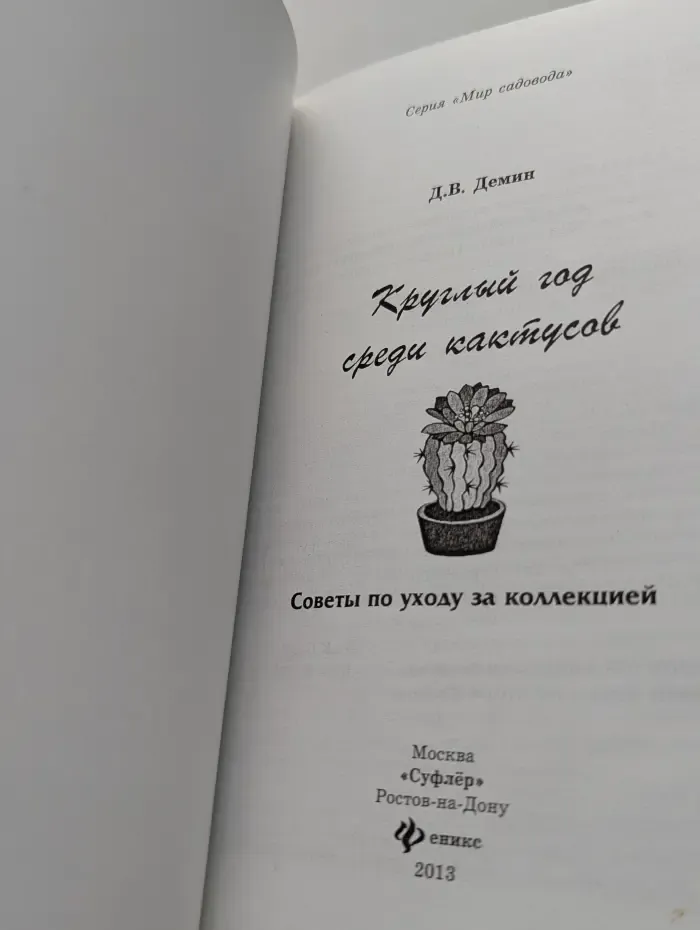 Серия «Мир садовода»
Д.В. Демин
Круглый год
среди кактусов
Советы по уходу за коллекцией
Москва
«Суфлёр»
Ростов-на-Дону
Феникс
2013